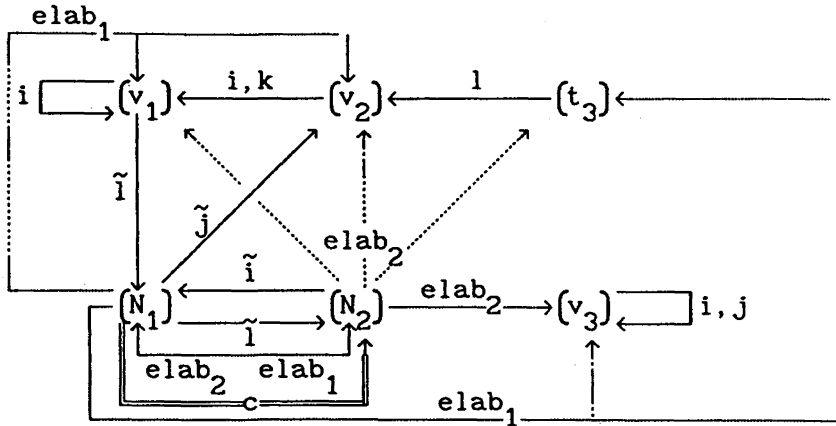 elab₁
i (v₁) i,k (v₂) l (t₃)
l̃ j̃
elab₂
ĩ elab₂
(N₁) (N₂) (v₃) i,j
l̃
elab₂ elab₁
c elab₁